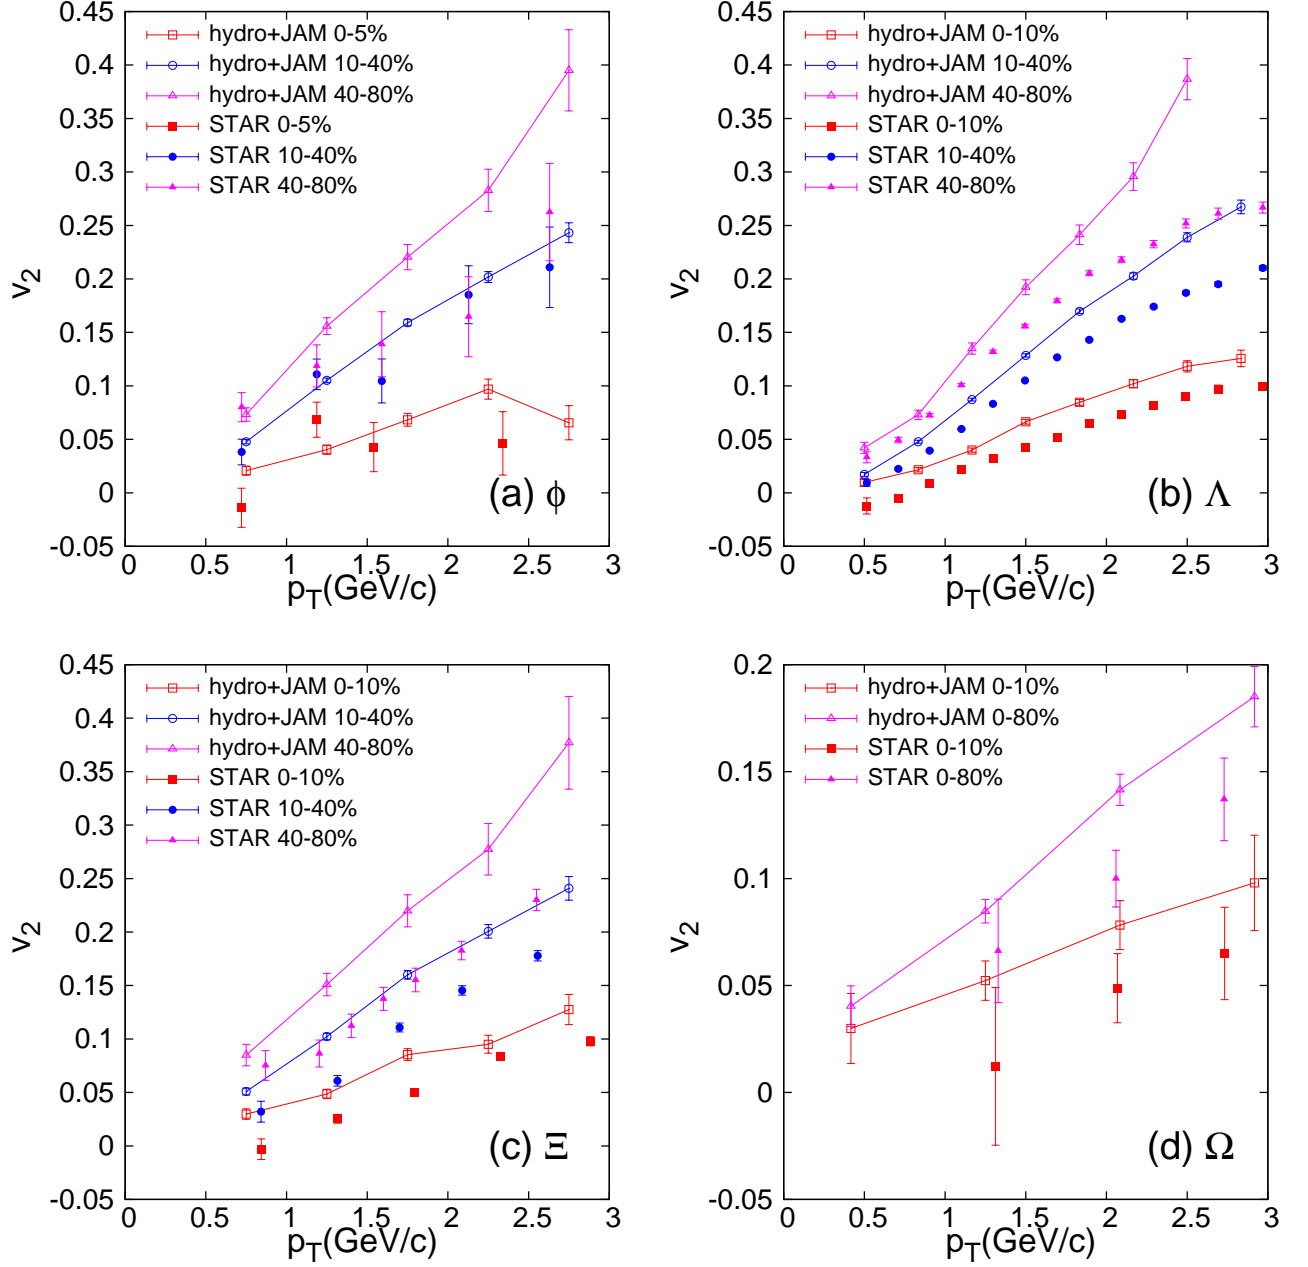 hydro+JAM 0-5%
hydro+JAM 10-40%
hydro+JAM 40-80%
STAR 0-5%
STAR 10-40%
STAR 40-80%
0.45
0.4
0.35
0.3
0.25
0.2
0.15
0.1
0.05
0
-0.05
v2
(a) ϕ
0 0.5 1 1.5 2 2.5 3
pT(GeV/c)
hydro+JAM 0-10%
hydro+JAM 10-40%
hydro+JAM 40-80%
STAR 0-10%
STAR 10-40%
STAR 40-80%
0.45
0.4
0.35
0.3
0.25
0.2
0.15
0.1
0.05
0
-0.05
v2
(b) Λ
0 0.5 1 1.5 2 2.5 3
pT(GeV/c)
hydro+JAM 0-10%
hydro+JAM 10-40%
hydro+JAM 40-80%
STAR 0-10%
STAR 10-40%
STAR 40-80%
0.45
0.4
0.35
0.3
0.25
0.2
0.15
0.1
0.05
0
-0.05
v2
(c) Ξ
0 0.5 1 1.5 2 2.5 3
pT(GeV/c)
hydro+JAM 0-10%
hydro+JAM 0-80%
STAR 0-10%
STAR 0-80%
0.2
0.15
0.1
0.05
0
-0.05
v2
(d) Ω
0 0.5 1 1.5 2 2.5 3
pT(GeV/c)